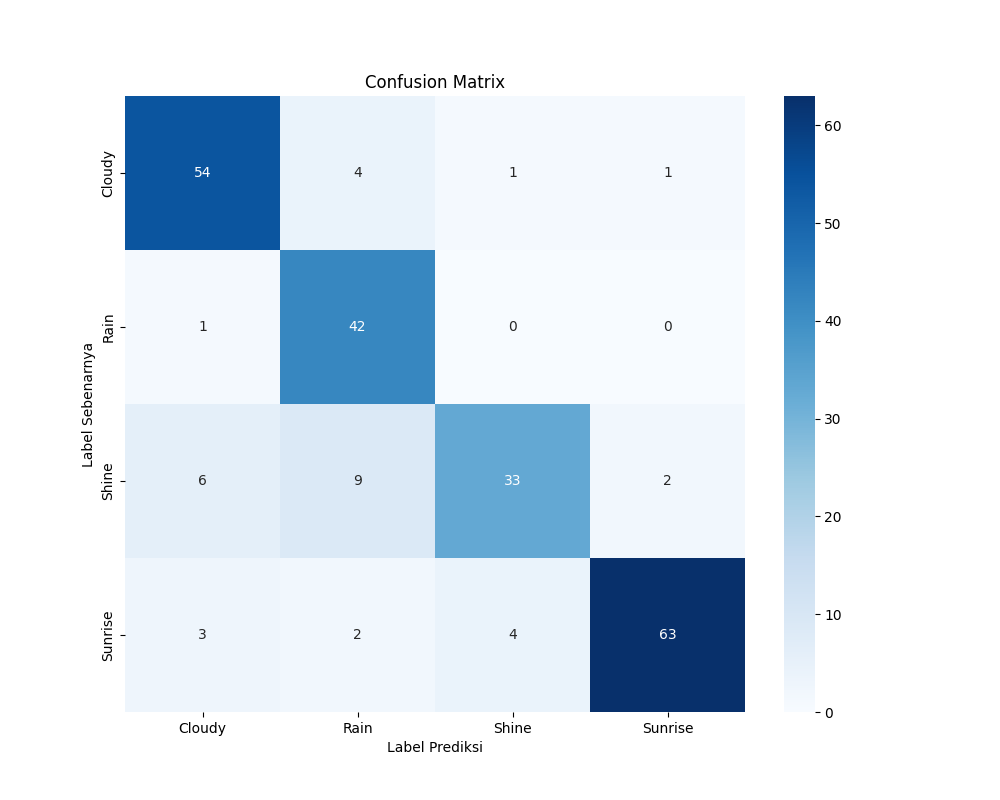 Confusion Matrix
Cloudy
54 4 1 1
Rain
1 42 0 0
Shine
6 9 33 2
Sunrise
3 2 4 63
Label Sebenarnya
Cloudy Rain Shine Sunrise
Label Prediksi
60
50
40
30
20
10
0